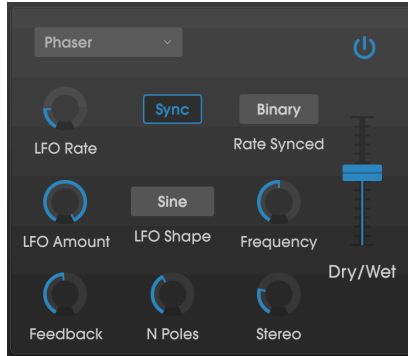 Phaser
Sync
Binary
LFO Rate
Rate Synced
Sine
LFO Amount
LFO Shape
Frequency
Dry/Wet
Feedback
N Poles
Stereo